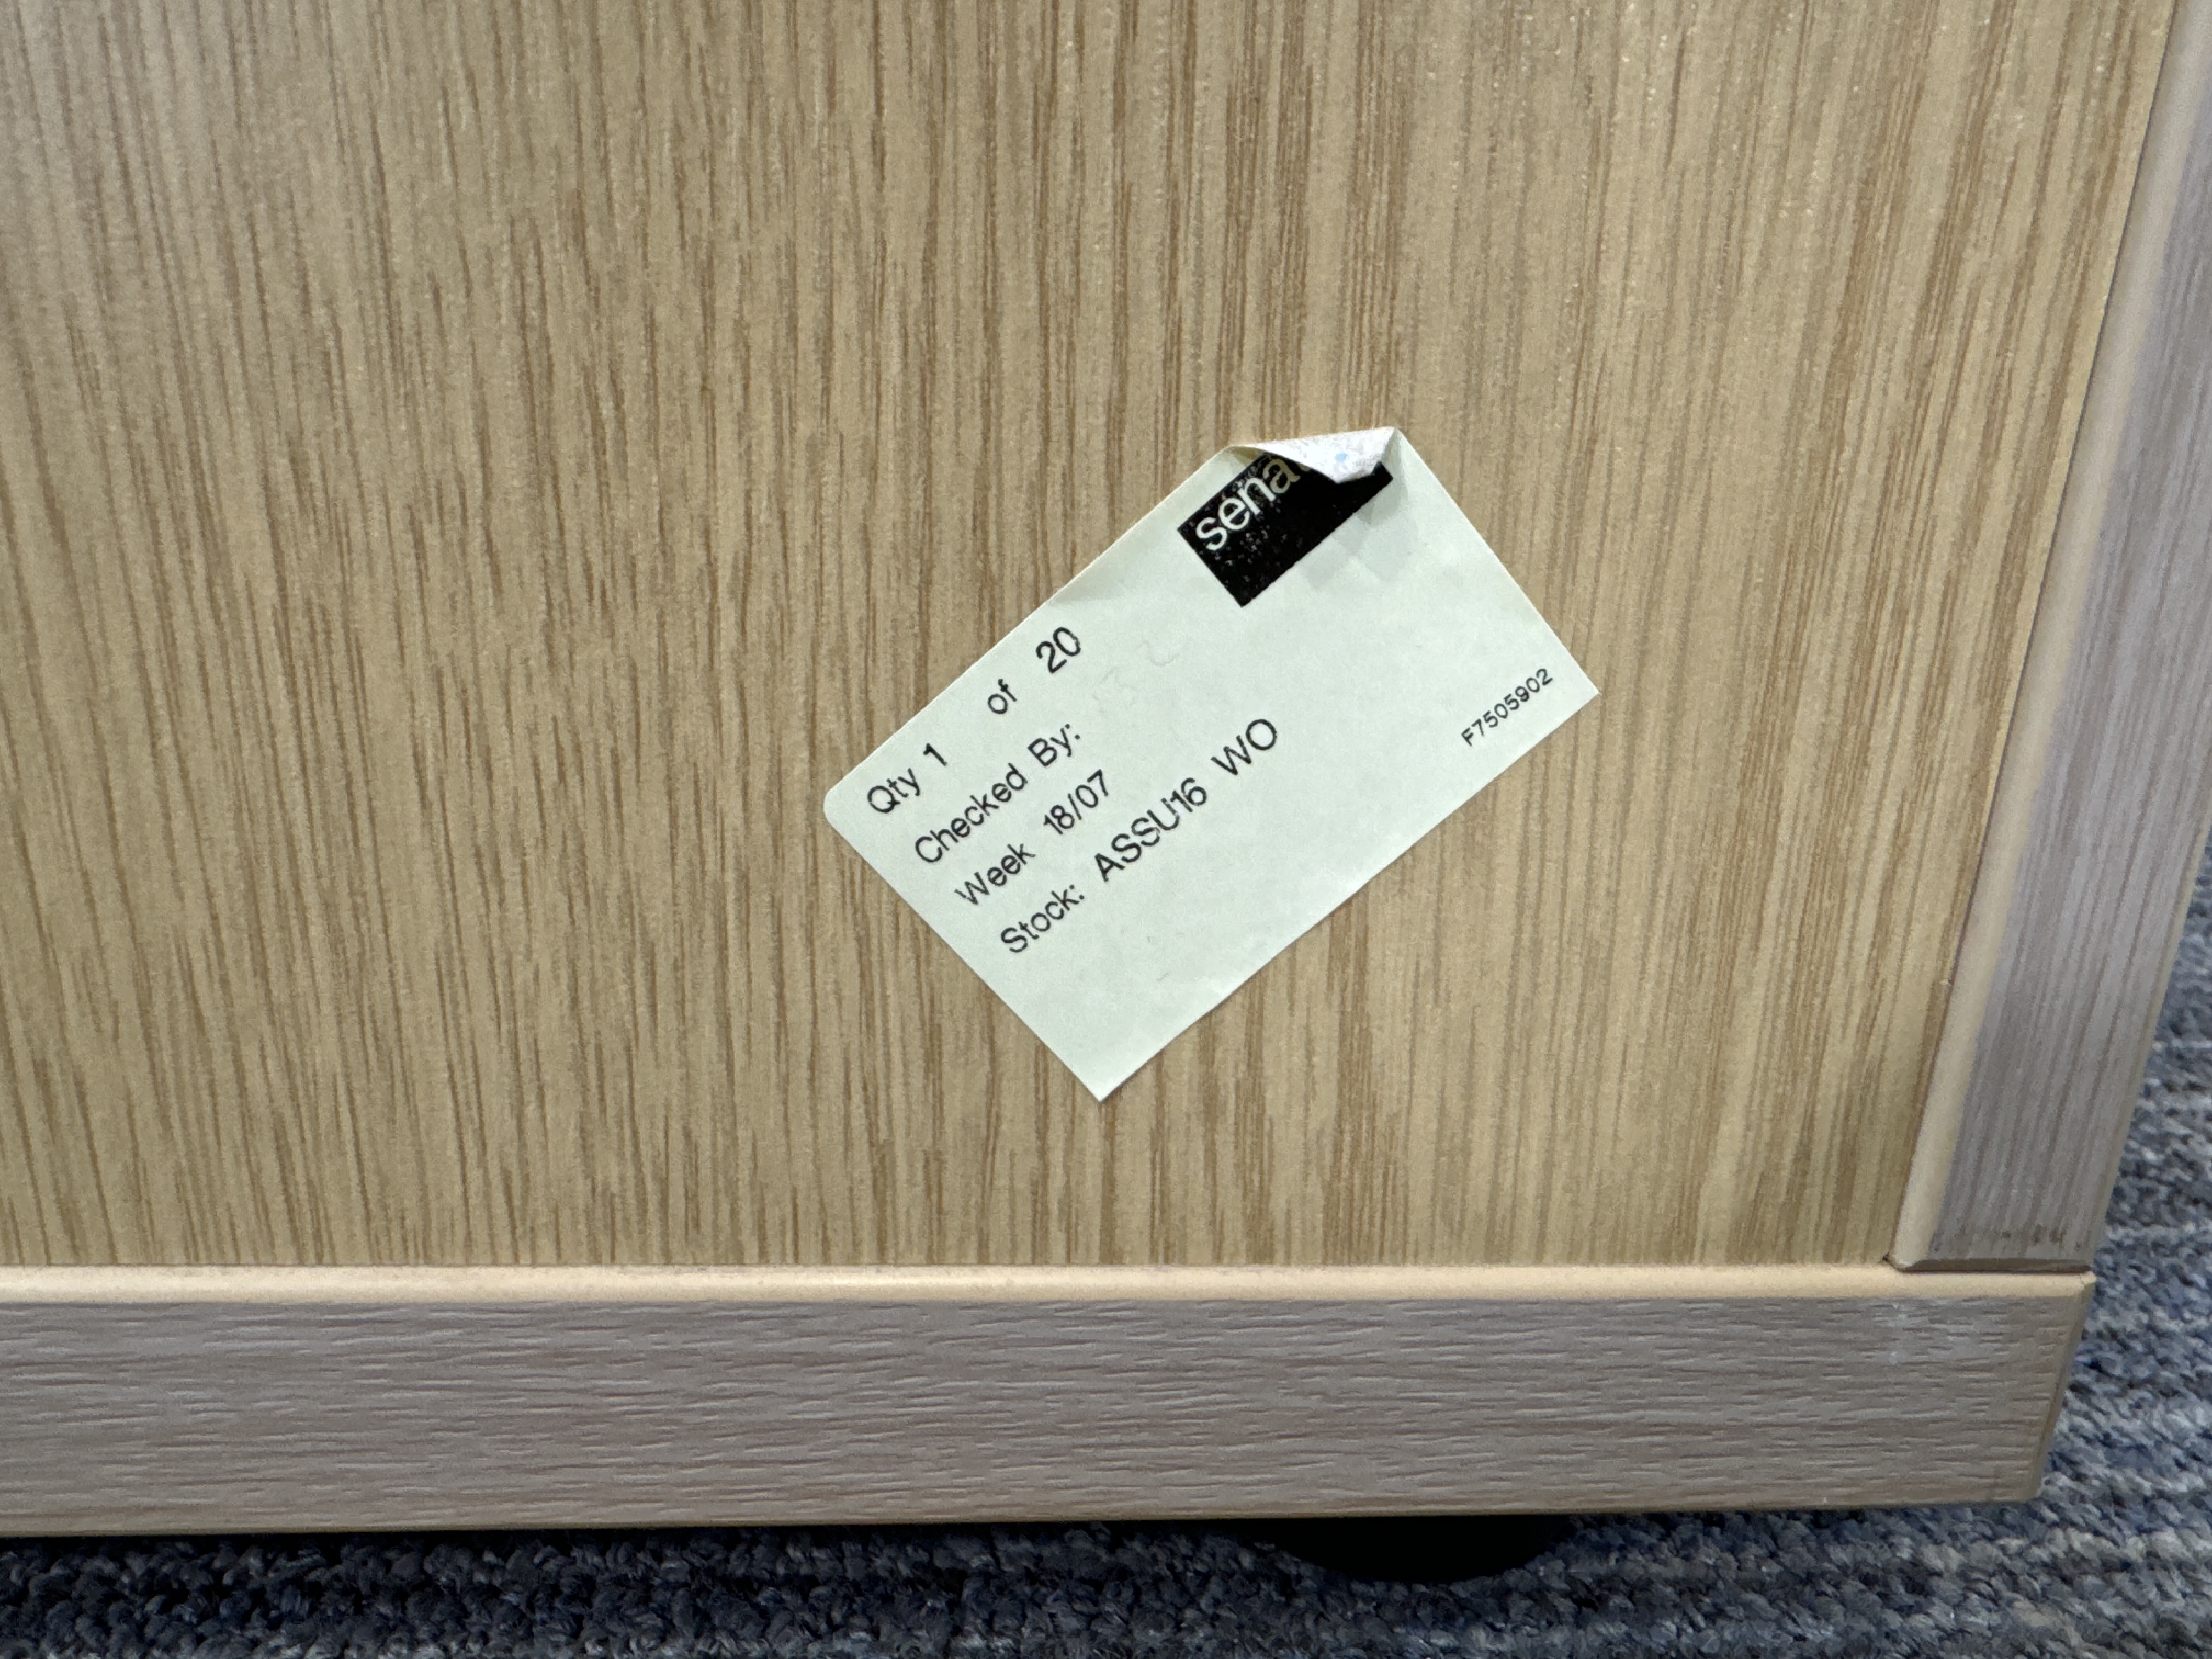 sena
Qty 1 of 20
Checked By:
Week 18/07
Stock: ASSU16 WO
F7505902